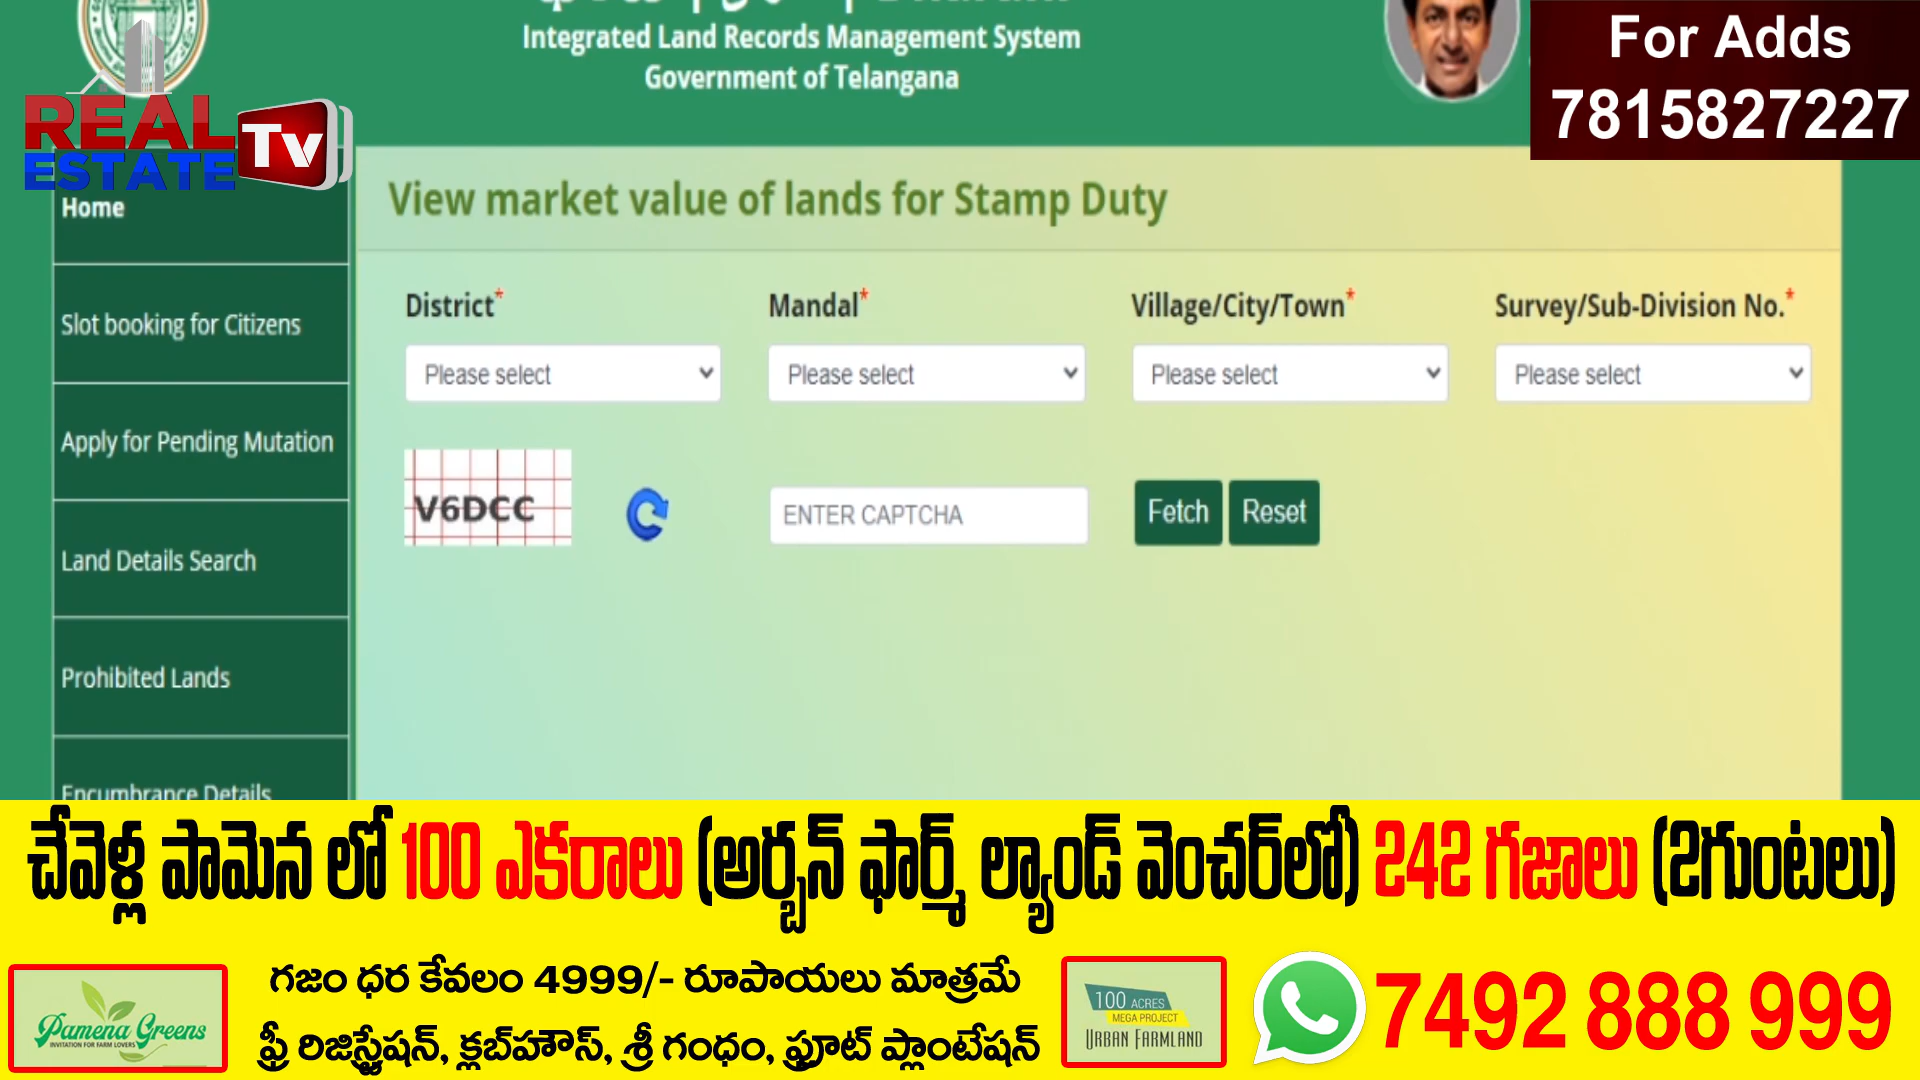 Integrated Land Records Management System
Government of Telangana
For Adds
7815827227
REAL
ESTATE
Tv
Home
Slot booking for Citizens
Apply for Pending Mutation
Land Details Search
Prohibited Lands
Encumbrance Details
View market value of lands for Stamp Duty
District* Mandal* Village/City/Town* Survey/Sub-Division No.*
Please select Please select Please select Please select
V6DCC ENTER CAPTCHA Fetch Reset
చేవెళ్ల పామెన లో 100 ఎకరాలు (అర్బన్ ఫార్మ్ ల్యాండ్ వెంచర్‌లో) 242 గజాలు (2గుంటలు)
గజం ధర కేవలం 4999/- రూపాయలు మాత్రమే
ఫ్రీ రిజిస్ట్రేషన్, క్లబ్‌హౌస్, శ్రీ గంధం, ఫ్రూట్ ప్లాంటేషన్
Pamena Greens
INVITATION FOR FARM LOVERS
100 ACRES
MEGA PROJECT
URBAN FARMLAND
7492 888 999